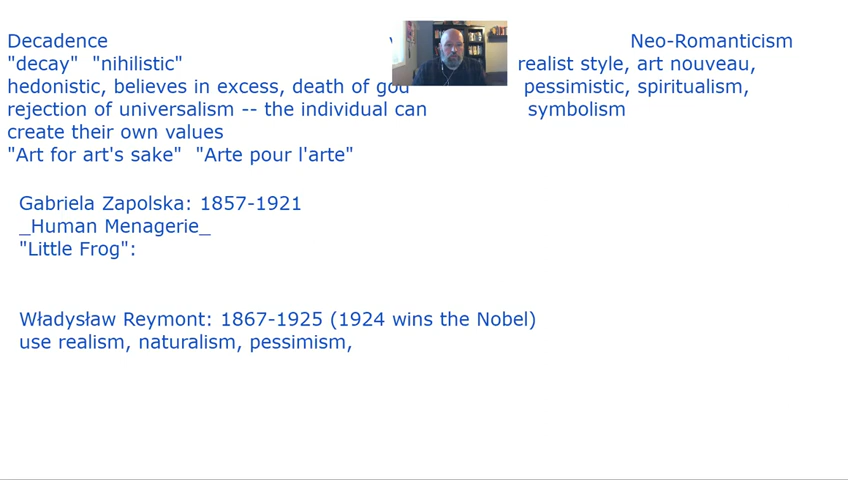 Decadence
"decay" "nihilistic"
hedonistic, believes in excess, death of god
rejection of universalism -- the individual can
create their own values
"Art for art's sake" "Arte pour l'arte"
Neo-Romanticism
realist style, art nouveau,
pessimistic, spiritualism,
symbolism
Gabriela Zapolska: 1857-1921
_Human Menagerie_
"Little Frog":
Władysław Reymont: 1867-1925 (1924 wins the Nobel)
use realism, naturalism, pessimism,